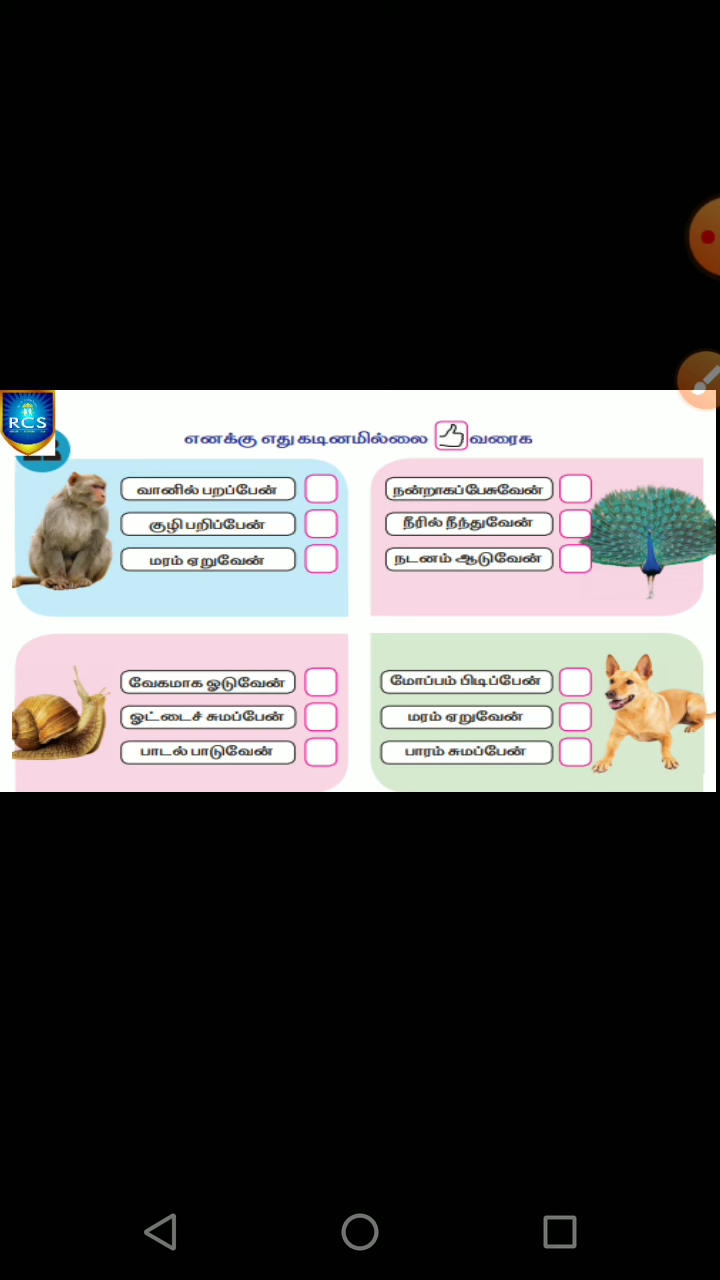 RCS
எனக்கு எது கடினமில்லை வரைக
வானில் பறப்பேன்
குழி பறிப்பேன்
மரம் ஏறுவேன்
நன்றாகப்பேசுவேன்
நீரில் நீந்துவேன்
நடனம் ஆடுவேன்
வேகமாக ஓடுவேன்
ஓட்டைச் சுமப்பேன்
பாடல் பாடுவேன்
மோப்பம் பிடிப்பேன்
மரம் ஏறுவேன்
பாரம் சுமப்பேன்